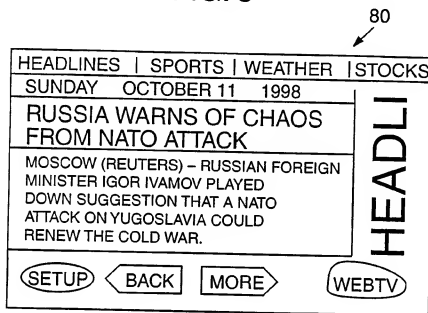 80
HEADLINES | SPORTS | WEATHER | STOCKS
SUNDAY OCTOBER 11 1998
RUSSIA WARNS OF CHAOS
FROM NATO ATTACK
MOSCOW (REUTERS) – RUSSIAN FOREIGN
MINISTER IGOR IVAMOV PLAYED
DOWN SUGGESTION THAT A NATO
ATTACK ON YUGOSLAVIA COULD
RENEW THE COLD WAR.
HEADLI
SETUP BACK MORE WEBTV